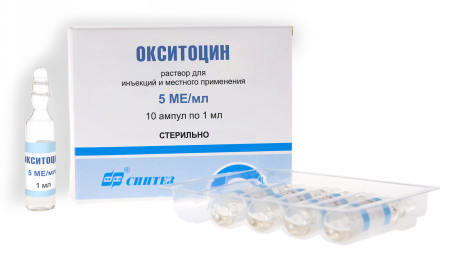 ОКСИТОЦИН
раствор для
инъекций и местного применения
5 МЕ/мл
10 ампул по 1 мл
СТЕРИЛЬНО
СИНТЕЗ
ОКСИТОЦИН
5 МЕ/мл
1 мл